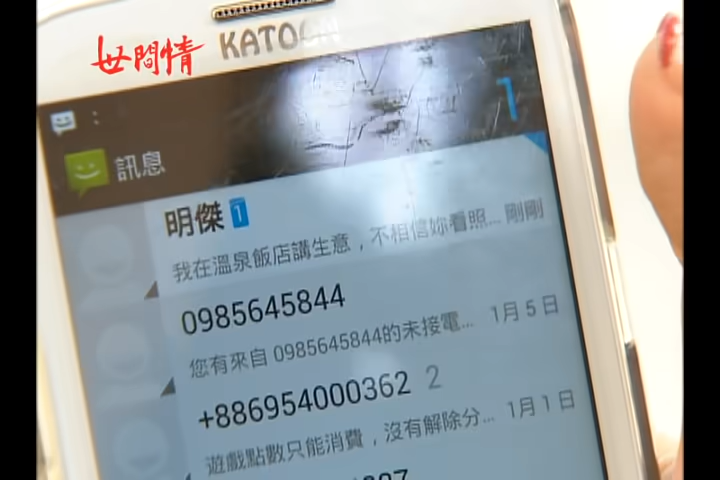 世間情
KATO
訊息
明傑 1
我在溫泉飯店講生意，不相信妳看照... 剛剛
0985645844
您有來自 0985645844的未接電... 1月5日
+886954000362 2
遊戲點數只能消費，沒有解除分... 1月1日